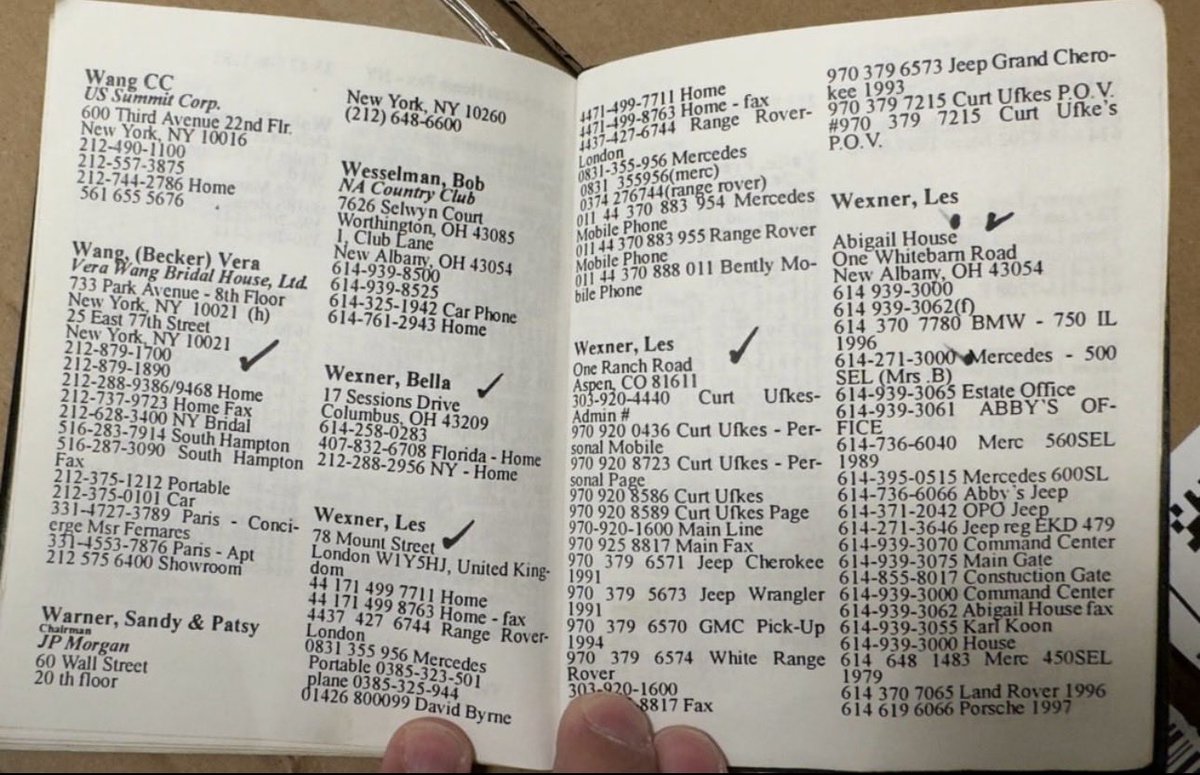 Wang CC
US Summit Corp.
600 Third Avenue 22nd Flr.
New York, NY 10016
212-490-1100
212-557-3875
212-744-2786 Home
561 655 5676
Wang, (Becker) Vera
Vera Wang Bridal House, Ltd.
733 Park Avenue - 8th Floor
New York, NY 10021 (h)
25 East 77th Street
New York, NY 10021
212-879-1700
212-879-1890
212-288-9386/9468 Home
212-737-9723 Home Fax
212-628-3400 NY Bridal
516-283-7914 South Hampton
516-287-3090 South Hampton
Fax
212-375-1212 Portable
212-375-0101 Car
331-4727-3789 Paris - Conci-
erge Msr Fernares
331-4553-7876 Paris - Apt
212 575 6400 Showroom
Warner, Sandy & Patsy
Chairman
JP Morgan
60 Wall Street
20 th floor
New York, NY 10260
(212) 648-6600
Wesselman, Bob
NA Country Club
7626 Selwyn Court
Worthington, OH 43085
1, Club Lane
New Albany, OH 43054
614-939-8500
614-939-8525
614-325-1942 Car Phone
614-761-2943 Home
Wexner, Bella
17 Sessions Drive
Columbus, OH 43209
614-258-0283
407-832-6708 Florida - Home
212-288-2956 NY - Home
Wexner, Les
78 Mount Street
London W1Y5HJ, United King-
dom
44 171 499 7711 Home
44 171 499 8763 Home - fax
4437 427 6744 Range Rover-
London
0831 355 956 Mercedes
Portable 0385-323-501
plane 0385-325-944
01426 800099 David Byrne
4471-499-7711 Home
4471-499-8763 Home - fax
4437-427-6744 Range Rover-
London
0831-355-956 Mercedes
0831 355956(merc)
0374 276744(range rover)
011 44 370 883 954 Mercedes
Mobile Phone
011 44 370 883 955 Range Rover
Mobile Phone
011 44 370 888 011 Bently Mo-
bile Phone
Wexner, Les
One Ranch Road
Aspen, CO 81611
303-920-4440 Curt Ufkes-
Admin #
970 920 0436 Curt Ufkes - Per-
sonal Mobile
970 920 8723 Curt Ufkes - Per-
sonal Page
970 920 8586 Curt Ufkes
970 920 8589 Curt Ufkes Page
970-920-1600 Main Line
970 925 8817 Main Fax
970 379 6571 Jeep Cherokee
1991
970 379 5673 Jeep Wrangler
1991
970 379 6570 GMC Pick-Up
1994
970 379 6574 White Range
Rover
303-920-1600
8817 Fax
970 379 6573 Jeep Grand Chero-
kee 1993
970 379 7215 Curt Ufkes P.O.V.
#970 379 7215 Curt Ufke's
P.O.V.
Wexner, Les
Abigail House
One Whitebarn Road
New Albany, OH 43054
614 939-3000
614 939-3062(f)
614 370 7780 BMW - 750 IL
1996
614-271-3000 Mercedes - 500
SEL (Mrs .B)
614-939-3065 Estate Office
614-939-3061 ABBY'S OF-
FICE
614-736-6040 Merc 560SEL
1989
614-395-0515 Mercedes 600SL
614-736-6066 Abby's Jeep
614-371-2042 OPO Jeep
614-271-3646 Jeep reg EKD 479
614-939-3070 Command Center
614-939-3075 Main Gate
614-855-8017 Constuction Gate
614-939-3000 Command Center
614-939-3062 Abigail House fax
614-939-3055 Karl Koon
614-939-3000 House
614 648 1483 Merc 450SEL
1979
614 370 7065 Land Rover 1996
614 619 6066 Porsche 1997